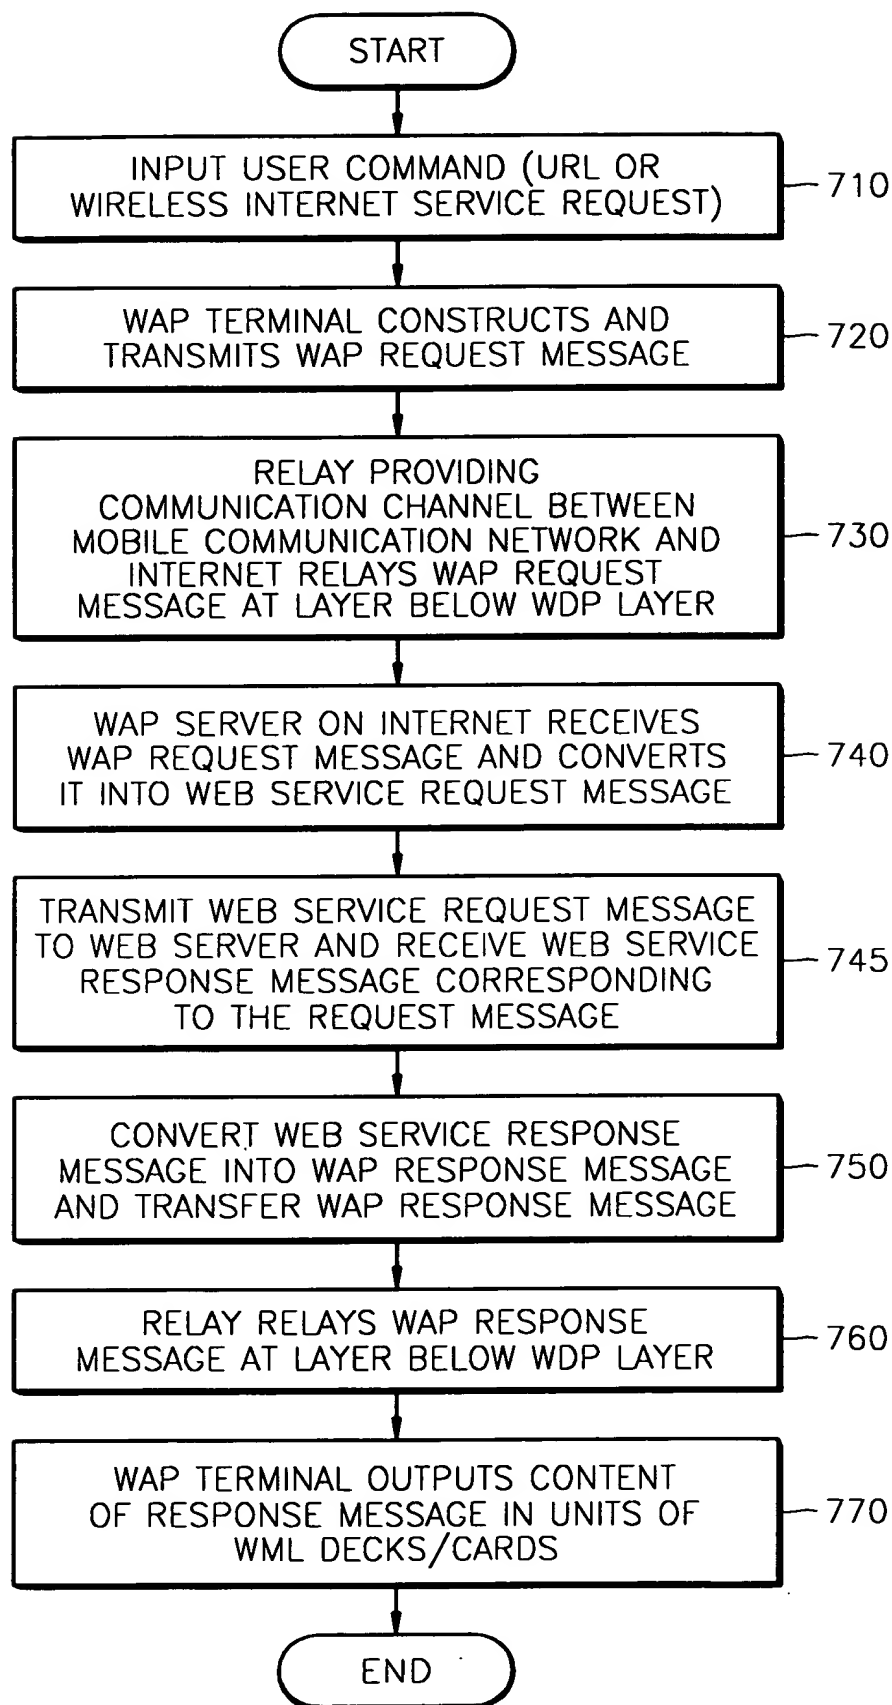 START
INPUT USER COMMAND (URL OR
WIRELESS INTERNET SERVICE REQUEST)
710
WAP TERMINAL CONSTRUCTS AND
TRANSMITS WAP REQUEST MESSAGE
720
RELAY PROVIDING
COMMUNICATION CHANNEL BETWEEN
MOBILE COMMUNICATION NETWORK AND
INTERNET RELAYS WAP REQUEST
MESSAGE AT LAYER BELOW WDP LAYER
730
WAP SERVER ON INTERNET RECEIVES
WAP REQUEST MESSAGE AND CONVERTS
IT INTO WEB SERVICE REQUEST MESSAGE
740
TRANSMIT WEB SERVICE REQUEST MESSAGE
TO WEB SERVER AND RECEIVE WEB SERVICE
RESPONSE MESSAGE CORRESPONDING
TO THE REQUEST MESSAGE
745
CONVERT WEB SERVICE RESPONSE
MESSAGE INTO WAP RESPONSE MESSAGE
AND TRANSFER WAP RESPONSE MESSAGE
750
RELAY RELAYS WAP RESPONSE
MESSAGE AT LAYER BELOW WDP LAYER
760
WAP TERMINAL OUTPUTS CONTENT
OF RESPONSE MESSAGE IN UNITS OF
WML DECKS/CARDS
770
END